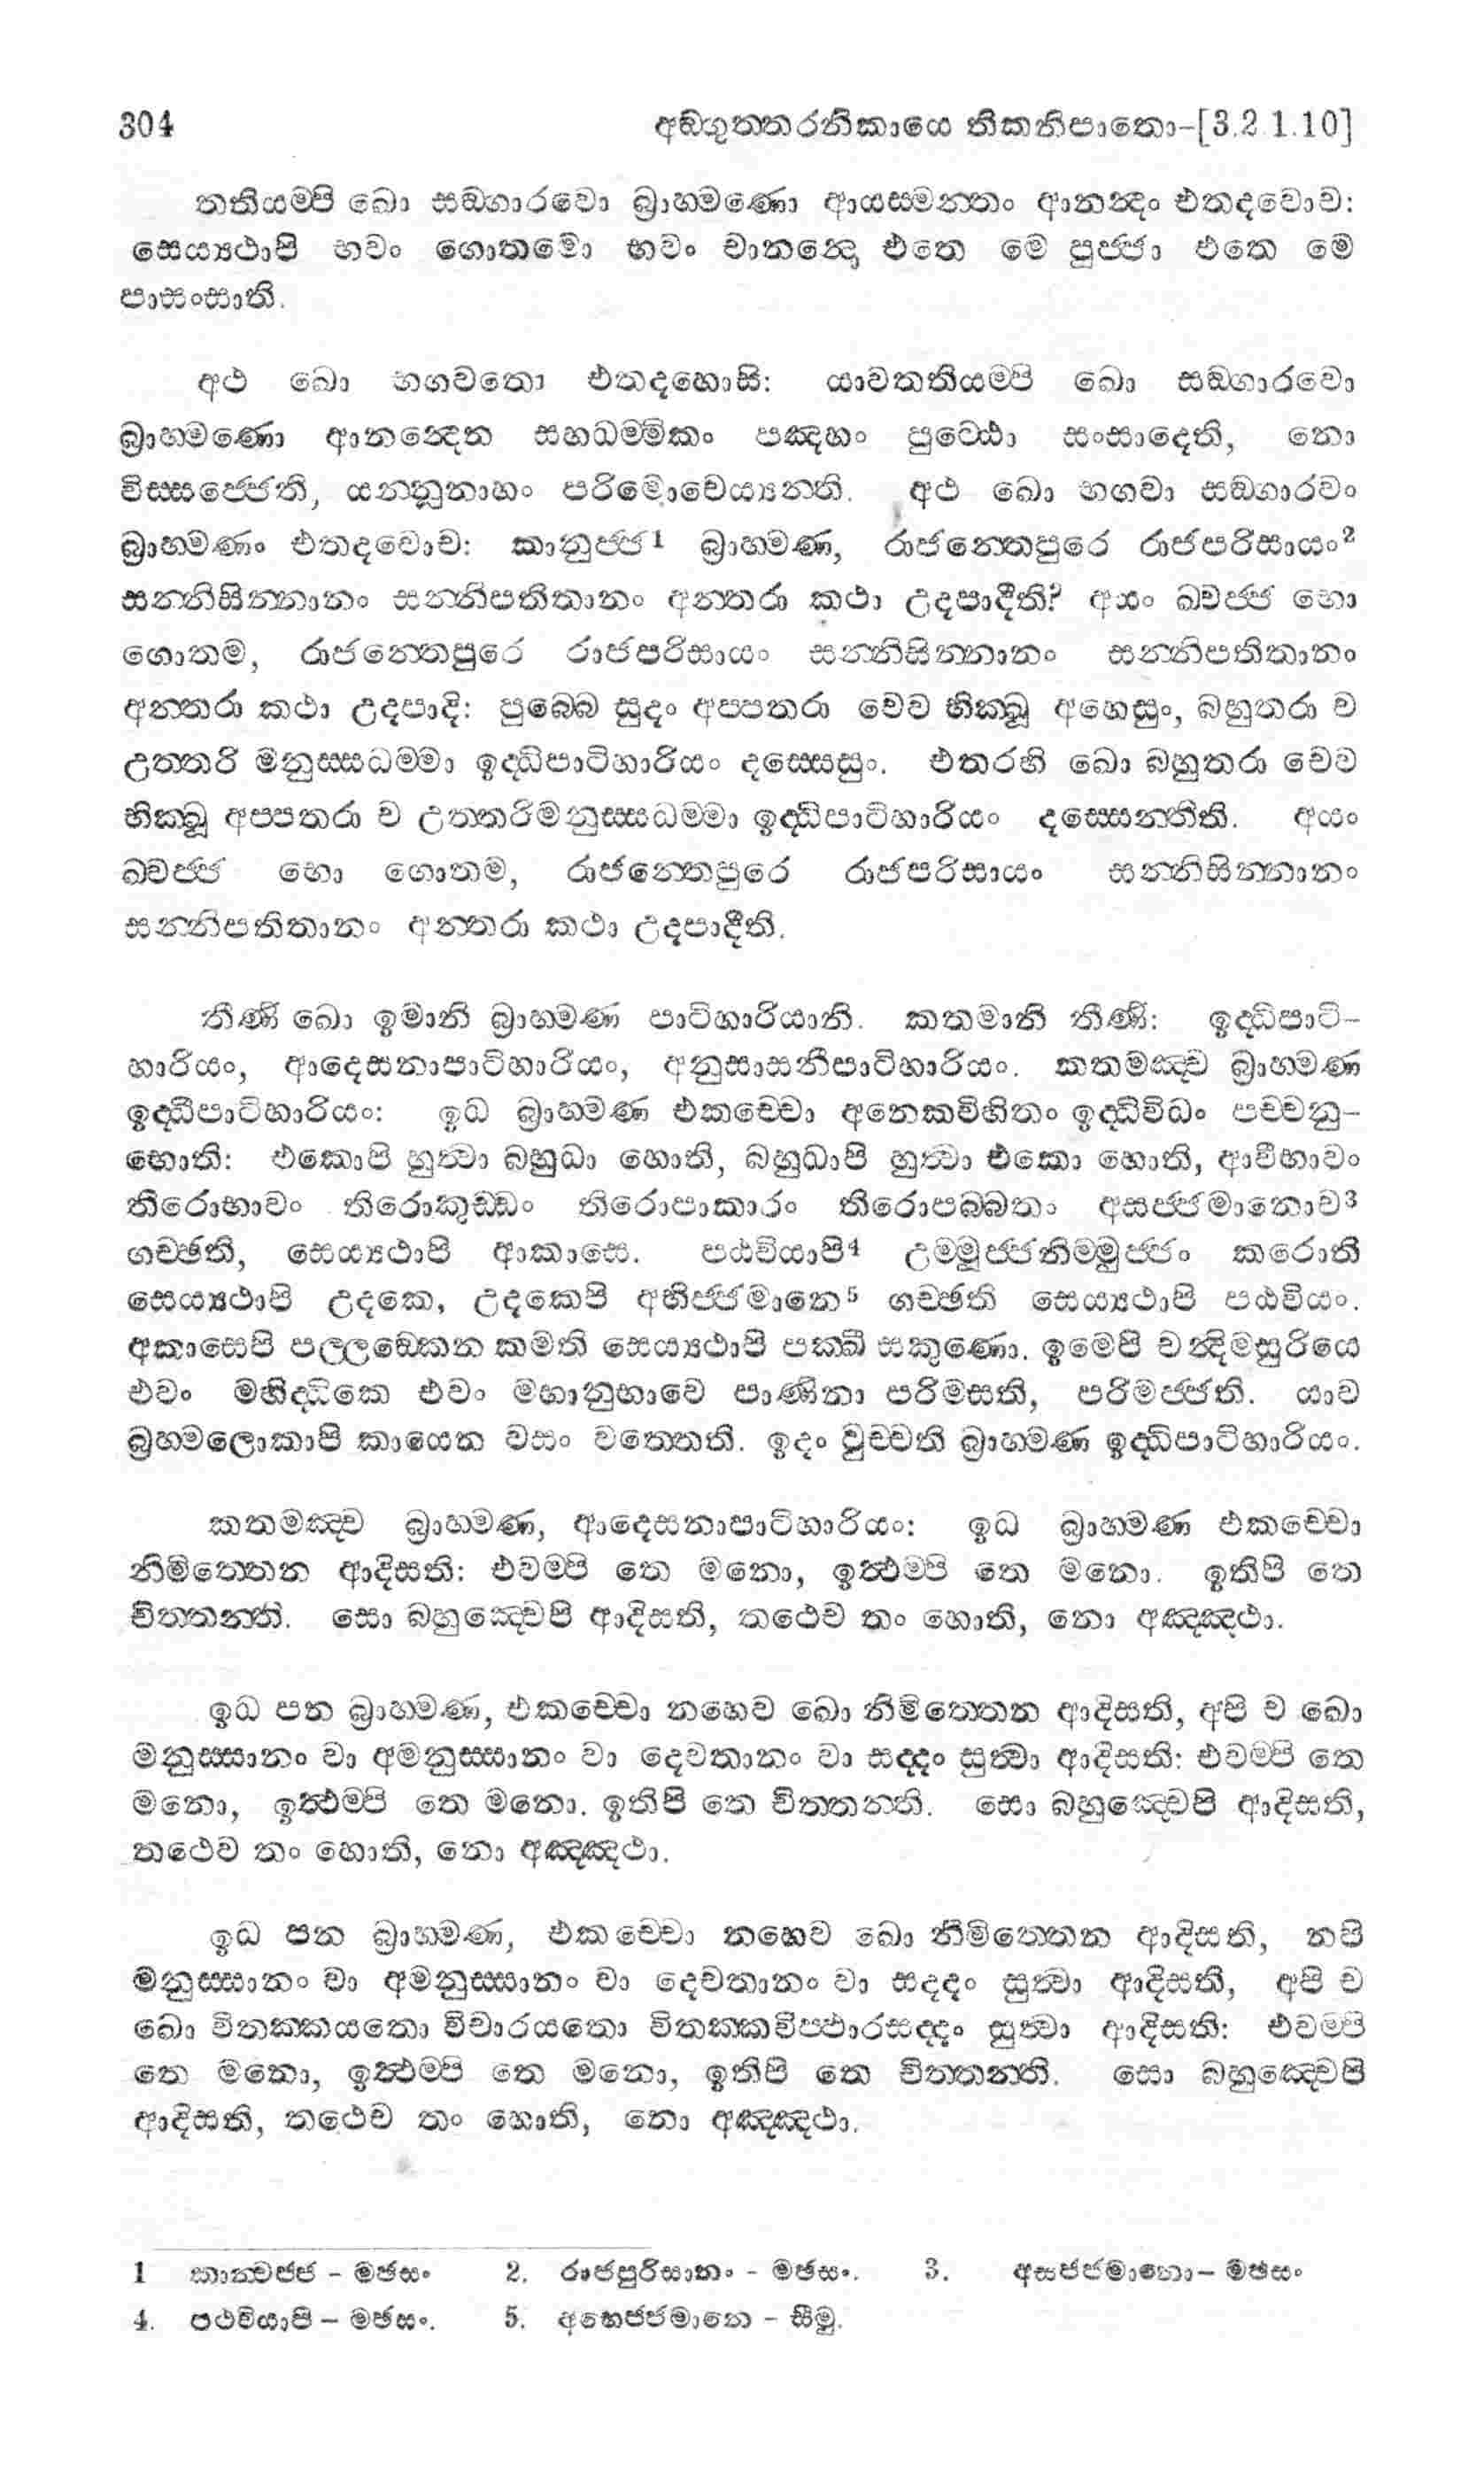 304 අඞ්ගුත්තරනිකායෙ තිකනිපාතො–[3.2.1.10]
තතියම්පි ඛො සඞ්ගාරවො බ්‍රාහ්මණො ආයස්මන්තං ආනන්දං එතදවොච:
සෙය්‍යථාපි භවං ගොතමො භවං චානන්දො එතෙ මෙ පුජ්ජා එතෙ මෙ
පාසංසාති.
අථ ඛො භගවතො එතදහොසි: යාවතතියම්පි ඛො සඞ්ගාරවො
බ්‍රාහ්මණො ආනන්දෙන සහධම්මිකං පඤ්හං පුට්ඨො සංසාදෙති, නො
විස්සජ්ජෙති, යන්නූනාහං පරිමොචෙය්‍යන්ති. අථ ඛො භගවා සඞ්ගාරවං
බ්‍රාහ්මණං එතදවොච: කානුජ්ජ1 බ්‍රාහ්මණ, රාජන්තෙපුරෙ රාජපරිසායං2
සන්නිසින්නානං සන්නිපතිතානං අන්තරා කථා උදපාදීති? අයං ඛ්වජ්ජ භො
ගොතම, රාජන්තෙපුරෙ රාජපරිසායං සන්නිසින්නානං සන්නිපතිතානං
අන්තරා කථා උදපාදි: පුබ්බෙ සුදං අප්පතරා චෙව භික්ඛූ අහෙසුං, බහුතරා ච
උත්තරි මනුස්සධම්මා ඉද්ධිපාටිහාරියං දස්සෙසුං. එතරහි ඛො බහුතරා චෙව
භික්ඛූ අප්පතරා ච උත්තරිමනුස්සධම්මා ඉද්ධිපාටිහාරියං දස්සෙන්තීති. අයං
ඛ්වජ්ජ භො ගොතම, රාජන්තෙපුරෙ රාජපරිසායං සන්නිසින්නානං
සන්නිපතිතානං අන්තරා කථා උදපාදීති.
තීණි ඛො ඉමානි බ්‍රාහ්මණ පාටිහාරියානි. කතමානි තීණි: ඉද්ධිපාටි–
හාරියං, ආදෙසනාපාටිහාරියං, අනුසාසනීපාටිහාරියං. කතමඤ්ච බ්‍රාහ්මණ
ඉද්ධිපාටිහාරියං: ඉධ බ්‍රාහ්මණ එකච්චො අනෙකවිහිතං ඉද්ධිවිධං පච්චනු–
භොති: එකොපි හුත්වා බහුධා හොති, බහුධාපි හුත්වා එකො හොති, ආවීභාවං
තිරොභාවං තිරොකුඩ්ඩං තිරොපාකාරං තිරොපබ්බතං අසජ්ජමානොව3
ගච්ඡති, සෙය්‍යථාපි ආකාසෙ. පඨවියාපි4 උම්මුජ්ජනිම්මුජ්ජං කරොති
සෙය්‍යථාපි උදකෙ, උදකෙපි අභිජ්ජමානෙ5 ගච්ඡති සෙය්‍යථාපි පඨවියං.
අකාසෙපි පල්ලඞ්කෙන කමති සෙය්‍යථාපි පක්ඛී සකුණො. ඉමෙපි චන්දිමසුරියෙ
එවං මහිද්ධිකෙ එවං මහානුභාවෙ පාණිනා පරිමසති, පරිමජ්ජති. යාව
බ්‍රහ්මලොකාපි කායෙන වසං වත්තෙති. ඉදං වුච්චති බ්‍රාහ්මණ ඉද්ධිපාටිහාරියං.
කතමඤ්ච බ්‍රාහ්මණ, ආදෙසනාපාටිහාරියං: ඉධ බ්‍රාහ්මණ එකච්චො
නිමිත්තෙන ආදිසති: එවම්පි තෙ මනො, ඉත්ථම්පි තෙ මනො. ඉතිපි තෙ
චිත්තන්ති. සො බහුඤ්චෙපි ආදිසති, තථෙව තං හොති, නො අඤ්ඤථා.
ඉධ පන බ්‍රාහ්මණ, එකච්චො නහෙව ඛො නිමිත්තෙන ආදිසති, අපි ච ඛො
මනුස්සානං වා අමනුස්සානං වා දෙවතානං වා සද්දං සුත්වා ආදිසති: එවම්පි තෙ
මනො, ඉත්ථම්පි තෙ මනො. ඉතිපි තෙ චිත්තන්ති. සො බහුඤ්චෙපි ආදිසති,
තථෙව තං හොති, නො අඤ්ඤථා.
ඉධ පන බ්‍රාහ්මණ, එකච්චො නහෙව ඛො නිමිත්තෙන ආදිසති, නපි
මනුස්සානං වා අමනුස්සානං වා දෙවතානං වා සද්දං සුත්වා ආදිසති, අපි ච
ඛො විතක්කයතො විචාරයතො විතක්කවිප්ඵාරසද්දං සුත්වා ආදිසති: එවම්පි
තෙ මනො, ඉත්ථම්පි තෙ මනො, ඉතිපි තෙ චිත්තන්ති. සො බහුඤ්චෙපි
ආදිසති, තථෙව තං හොති, නො අඤ්ඤථා.
1 කාන්වජ්ජ – මඡසං 2. රාජපුරිසානං – මඡසං. 3. අසජ්ජමානො– මඡසං
4. පථවියාපි – මඡසං. 5. අභෙජ්ජමානෙ – සීමු.